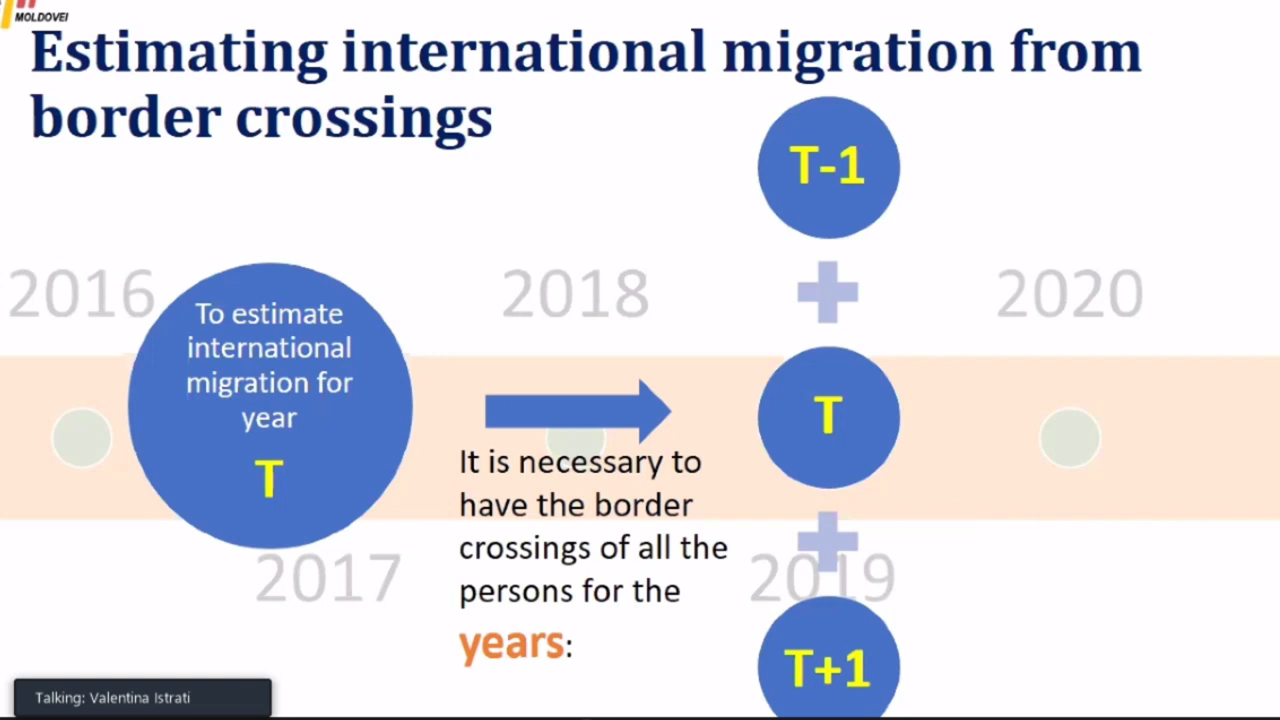 MOLDOVEI
Estimating international migration from
border crossings
T-1
2016
2018
2020
To estimate
international
migration for
year
T
T
It is necessary to
have the border
crossings of all the
persons for the
years:
2017
2019
T+1
Talking: Valentina Istrati